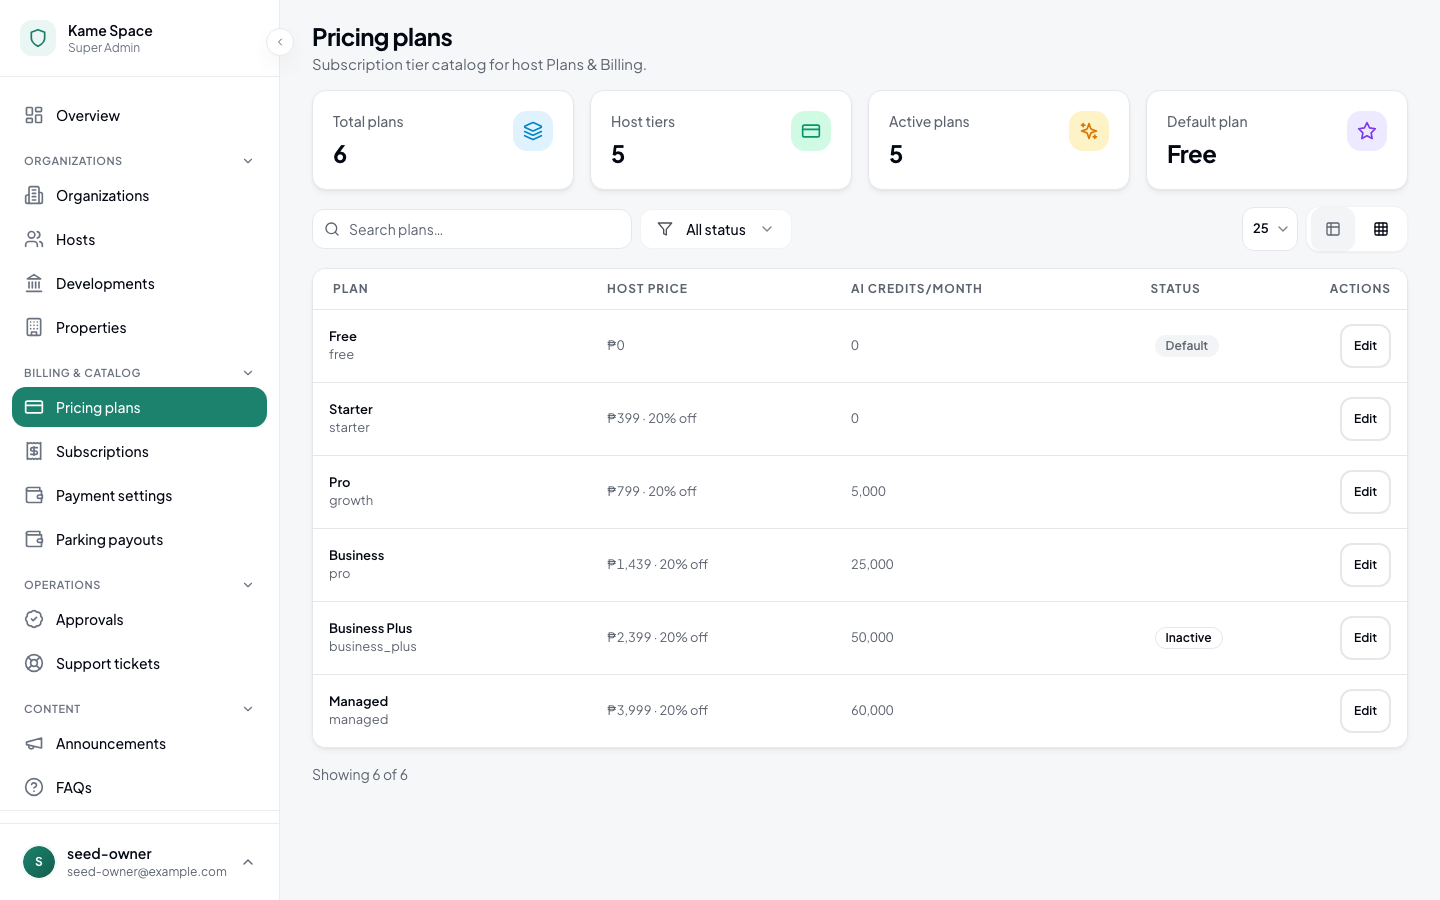 Kame Space
Super Admin
Overview
ORGANIZATIONS
Organizations
Hosts
Developments
Properties
BILLING & CATALOG
Pricing plans
Subscriptions
Payment settings
Parking payouts
OPERATIONS
Approvals
Support tickets
CONTENT
Announcements
FAQs
S
seed-owner
seed-owner@example.com
Pricing plans
Subscription tier catalog for host Plans & Billing.
Total plans
6
Host tiers
5
Active plans
5
Default plan
Free
Search plans...
All status
25
PLAN HOST PRICE AI CREDITS/MONTH STATUS ACTIONS
Free
free
₱0 0 Default Edit
Starter
starter
₱399 · 20% off 0 Edit
Pro
growth
₱799 · 20% off 5,000 Edit
Business
pro
₱1,439 · 20% off 25,000 Edit
Business Plus
business_plus
₱2,399 · 20% off 50,000 Inactive Edit
Managed
managed
₱3,999 · 20% off 60,000 Edit
Showing 6 of 6